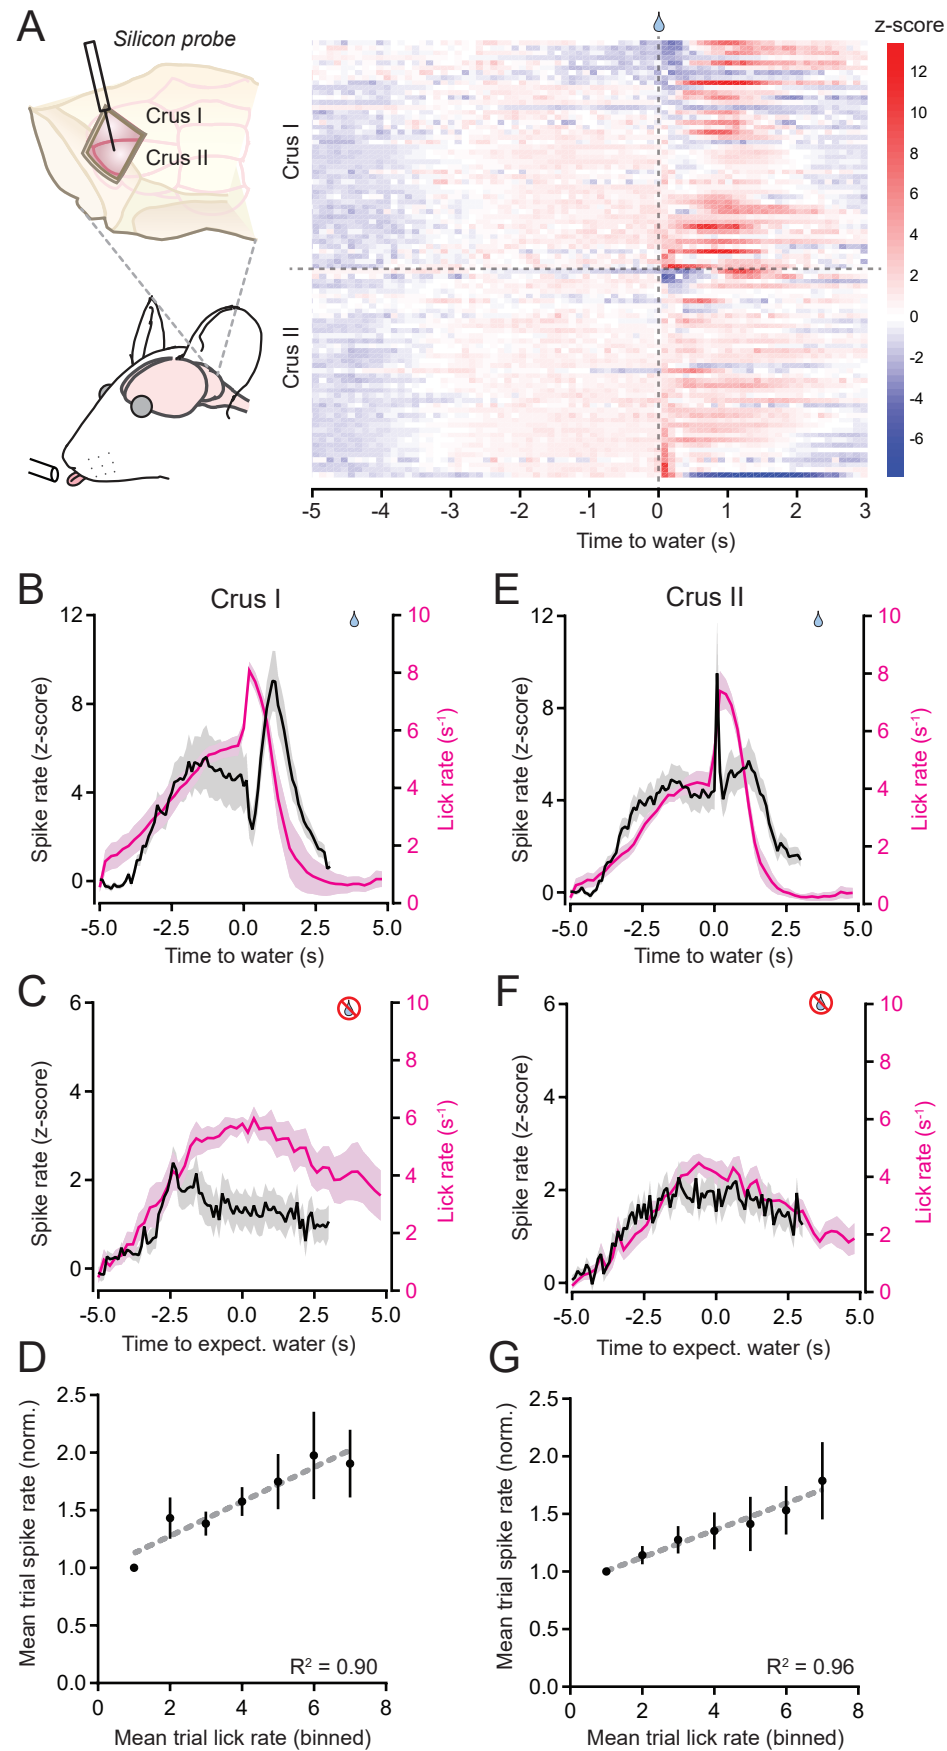 A
Silicon probe
Crus I
Crus II
Crus I
Crus II
z-score
12
10
8
6
4
2
0
-2
-4
-6
-5 -4 -3 -2 -1 0 1 2 3
Time to water (s)
B
Crus I
12
8
4
0
Spike rate (z-score)
10
8
6
4
2
0
Lick rate (s-1)
-5.0 -2.5 0.0 2.5 5.0
Time to water (s)
E
Crus II
12
8
4
0
Spike rate (z-score)
10
8
6
4
2
0
Lick rate (s-1)
-5.0 -2.5 0.0 2.5 5.0
Time to water (s)
C
6
4
2
0
Spike rate (z-score)
10
8
6
4
2
0
Lick rate (s-1)
-5.0 -2.5 0.0 2.5 5.0
Time to expect. water (s)
F
6
4
2
0
Spike rate (z-score)
10
8
6
4
2
0
Lick rate (s-1)
-5.0 -2.5 0.0 2.5 5.0
Time to expect. water (s)
D
2.5
2.0
1.5
1.0
0.5
0.0
Mean trial spike rate (norm.)
R2 = 0.90
0 2 4 6 8
Mean trial lick rate (binned)
G
2.5
2.0
1.5
1.0
0.5
0.0
Mean trial spike rate (norm.)
R2 = 0.96
0 2 4 6 8
Mean trial lick rate (binned)